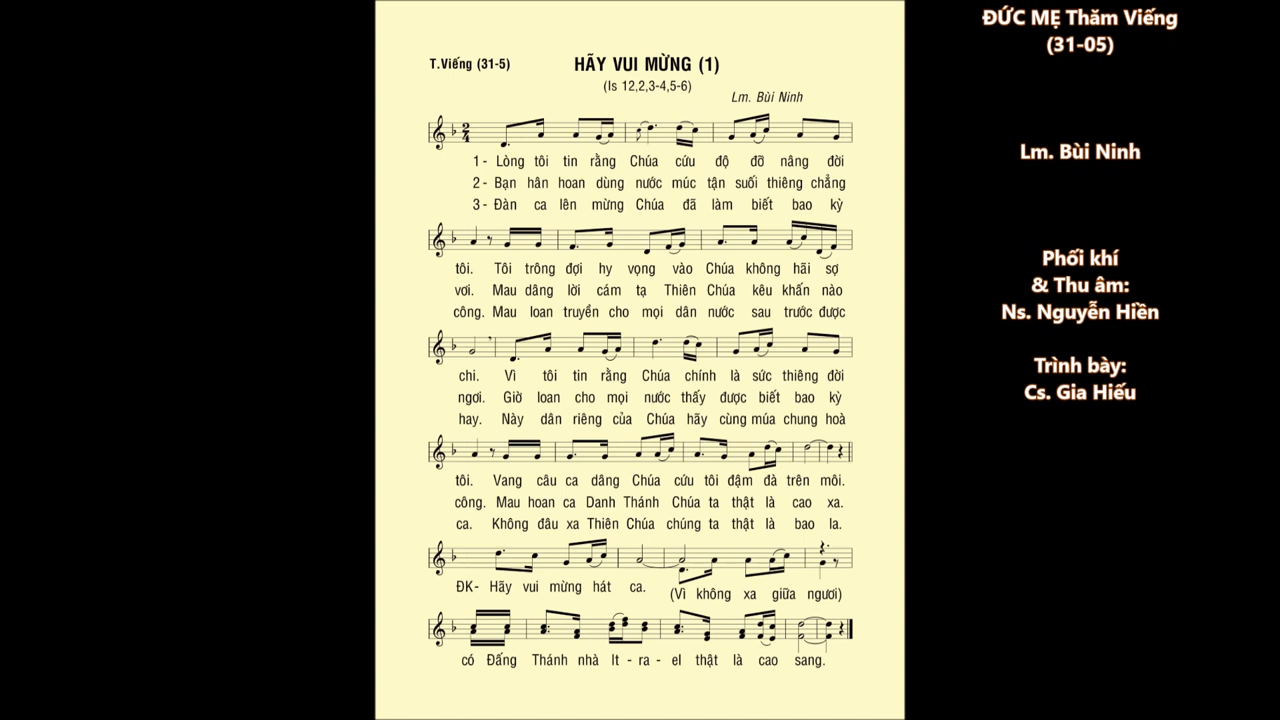 T.Viếng (31-5)
HÃY VUI MỪNG (1)
(Is 12,2,3-4,5-6)
Lm. Bùi Ninh
2
4
1- Lòng tôi tin rằng Chúa cứu độ đỡ nâng đời
2- Bạn hân hoan dùng nước múc tận suối thiêng chẳng
3- Đàn ca lên mừng Chúa đã làm biết bao kỳ
tôi. Tôi trông đợi hy vọng vào Chúa không hãi sợ
vơi. Mau dâng lời cám tạ Thiên Chúa kêu khấn nào
công. Mau loan truyền cho mọi dân nước sau trước được
chi. Vì tôi tin rằng Chúa chính là sức thiêng đời
ngơi. Giờ loan cho mọi nước thấy được biết bao kỳ
hay. Này dân riêng của Chúa hãy cùng múa chung hoà
tôi. Vang câu ca dâng Chúa cứu tôi đậm đà trên môi.
công. Mau hoan ca Danh Thánh Chúa ta thật là cao xa.
ca. Không đâu xa Thiên Chúa chúng ta thật là bao la.
ĐK- Hãy vui mừng hát ca. (Vì không xa giữa ngươi)
có Đấng Thánh nhà It - ra - el thật là cao sang.
ĐỨC MẸ Thăm Viếng
(31-05)
Lm. Bùi Ninh
Phối khí
& Thu âm:
Ns. Nguyễn Hiền
Trình bày:
Cs. Gia Hiếu